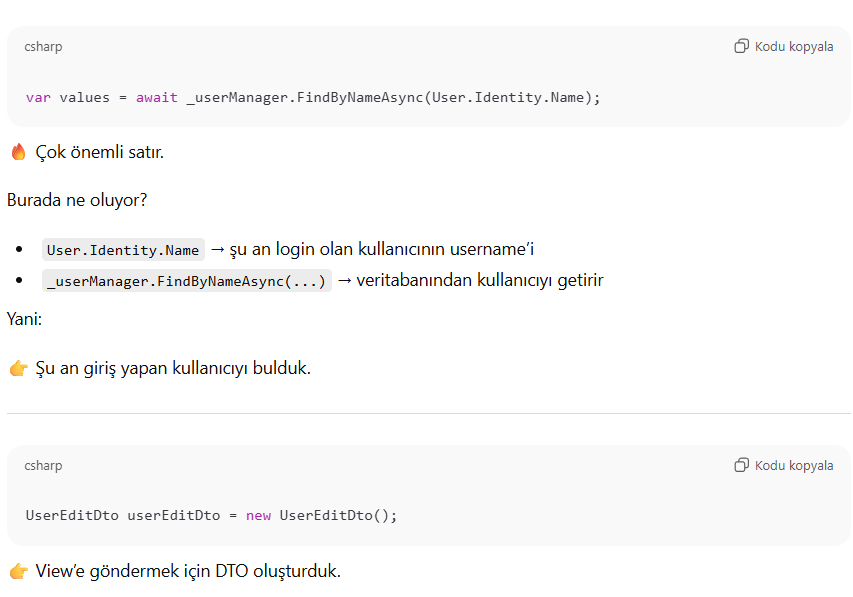 csharp
Kodu kopyala
var values = await _userManager.FindByNameAsync(User.Identity.Name);
🔥 Çok önemli satır.
Burada ne oluyor?
• User.Identity.Name → şu an login olan kullanıcının username’i
• _userManager.FindByNameAsync(...) → veritabanından kullanıcıyı getirir
Yani:
👉 Şu an giriş yapan kullanıcıyı bulduk.
csharp
Kodu kopyala
UserEditDto userEditDto = new UserEditDto();
👉 View’e göndermek için DTO oluşturduk.